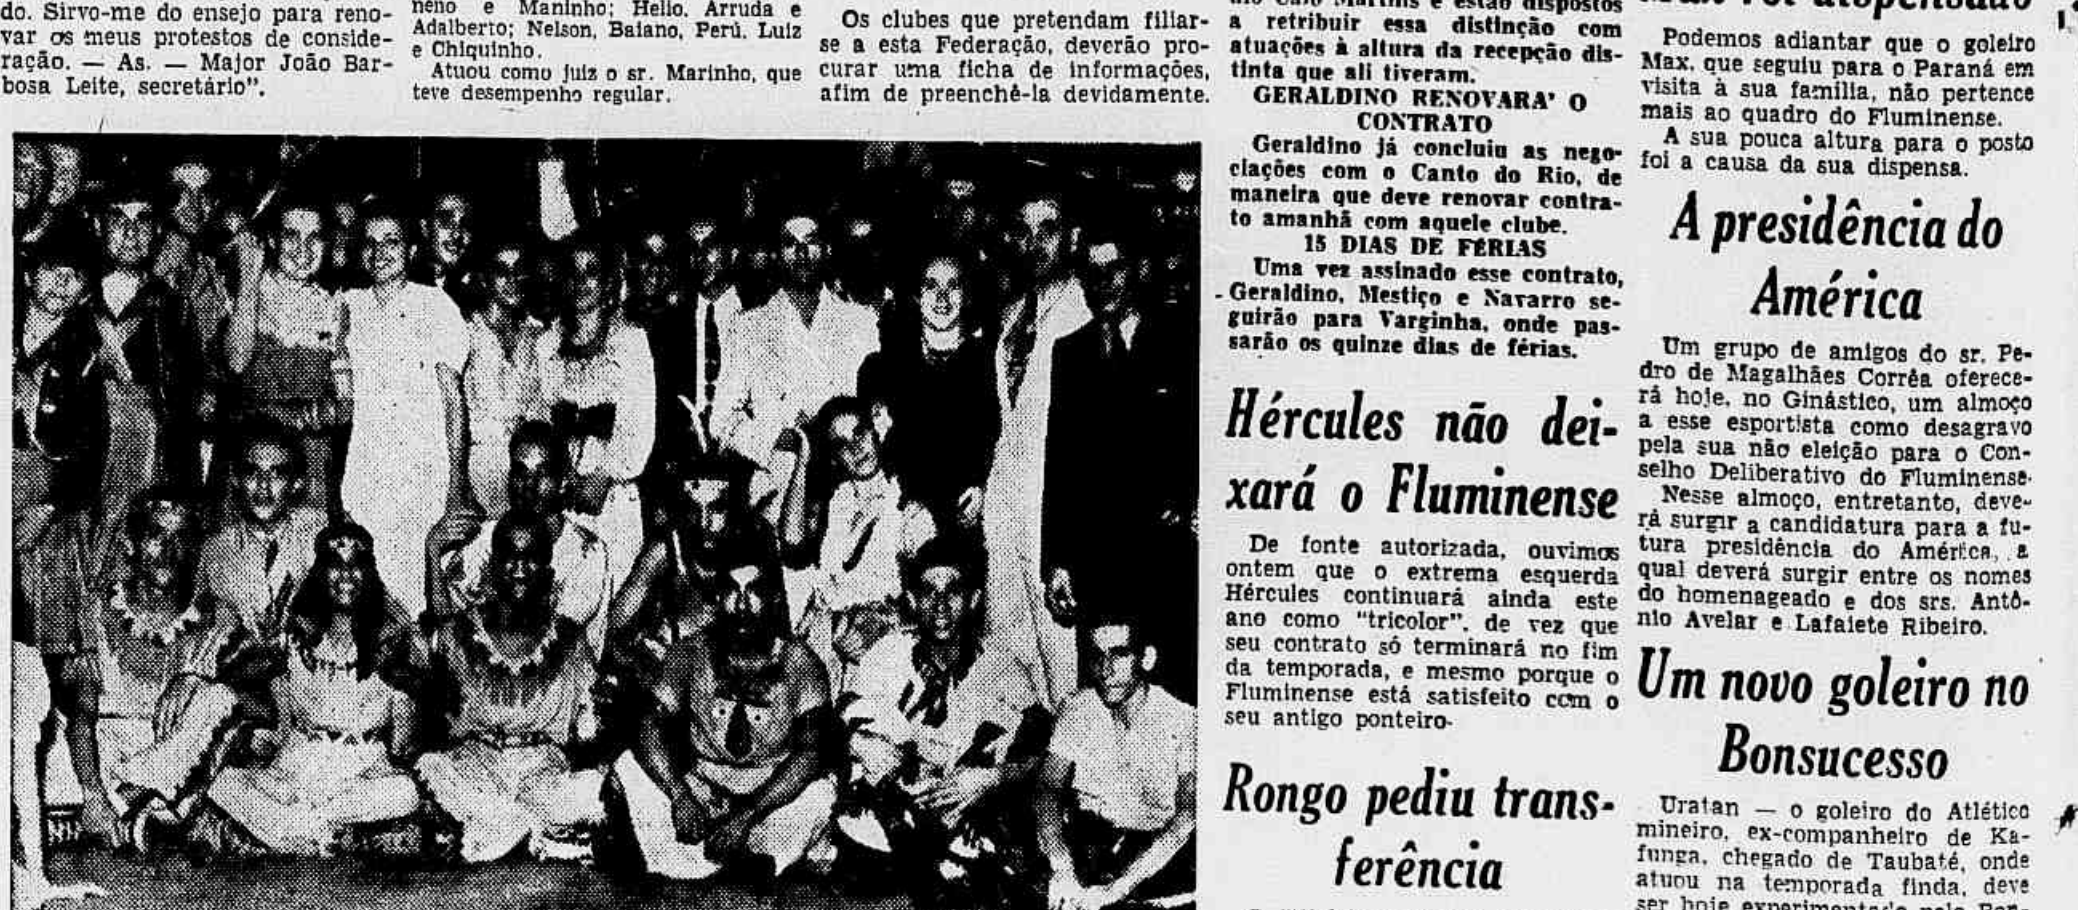 do. Sirvo-me do ensejo para reno-
var os meus protestos de conside-
ração. — As. — Major João Bar-
bosa Leite, secretário".
neno e Maninho; Helio. Arruda e
Adalberto; Nelson, Baiano, Perú. Luiz
e Chiquinho.
Atuou como juiz o sr. Marinho, que
teve desempenho regular.
Os clubes que pretendam filiar-
se a esta Federação, deverão pro-
curar uma ficha de informações,
afim de preenchê-la devidamente.
e estão dispostos
a retribuir essa distinção com
atuações à altura da recepção dis-
tinta que ali tiveram.
GERALDINO RENOVARA' O
CONTRATO
Geraldino já concluiu as nego-
ciações com o Canto do Rio, de
maneira que deve renovar contra-
to amanhã com aquele clube.
15 DIAS DE FÉRIAS
Uma vez assinado esse contrato,
Geraldino, Mestiço e Navarro se-
guirão para Varginha, onde pas-
sarão os quinze dias de férias.
Hércules não dei-
xará o Fluminense
De fonte autorizada, ouvimos
ontem que o extrema esquerda
Hércules continuará ainda este
ano como "tricolor". de vez que
seu contrato só terminará no fim
da temporada, e mesmo porque o
Fluminense está satisfeito com o
seu antigo ponteiro.
Rongo pediu trans-
ferência
Max foi dispensado
Podemos adiantar que o goleiro
Max. que seguiu para o Paraná em
visita à sua família, não pertence
mais ao quadro do Fluminense.
A sua pouca altura para o posto
foi a causa da sua dispensa.
A presidência do
América
Um grupo de amigos do sr. Pe-
dro de Magalhães Corrêa oferece-
rá hoje, no Ginástico, um almoço
a esse esportista como desagravo
pela sua não eleição para o Con-
selho Deliberativo do Fluminense.
Nesse almoço, entretanto, deve-
rá surgir a candidatura para a fu-
tura presidência do América, a
qual deverá surgir entre os nomes
do homenageado e dos srs. Antô-
nio Avelar e Lafaiete Ribeiro.
Um novo goleiro no
Bonsucesso
Uratan — o goleiro do Atlético
mineiro, ex-companheiro de Ka-
funga, chegado de Taubaté, onde
atuou na temporada finda, deve
ser hoje